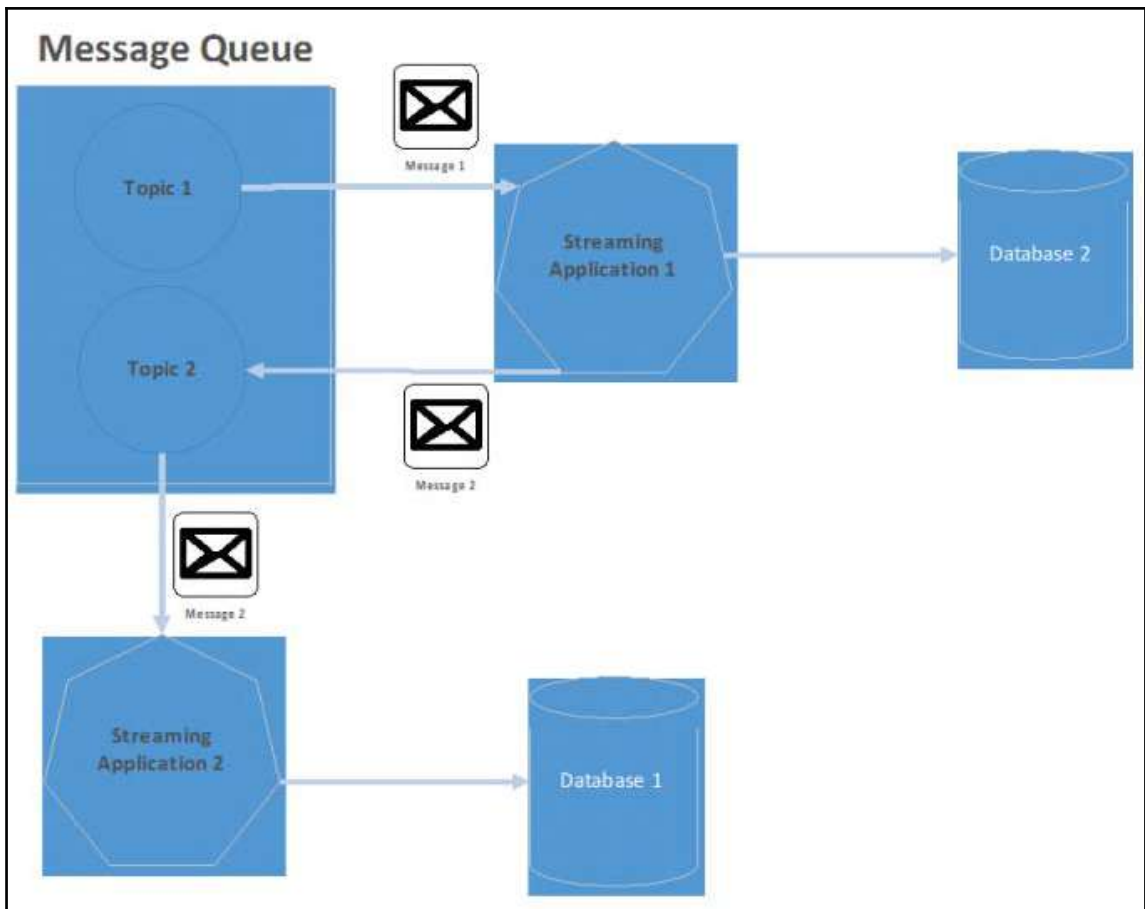 Message Queue
Message 1
Topic 1
Streaming
Application 1
Database 2
Topic 2
Message 2
Message 2
Streaming
Application 2
Database 1